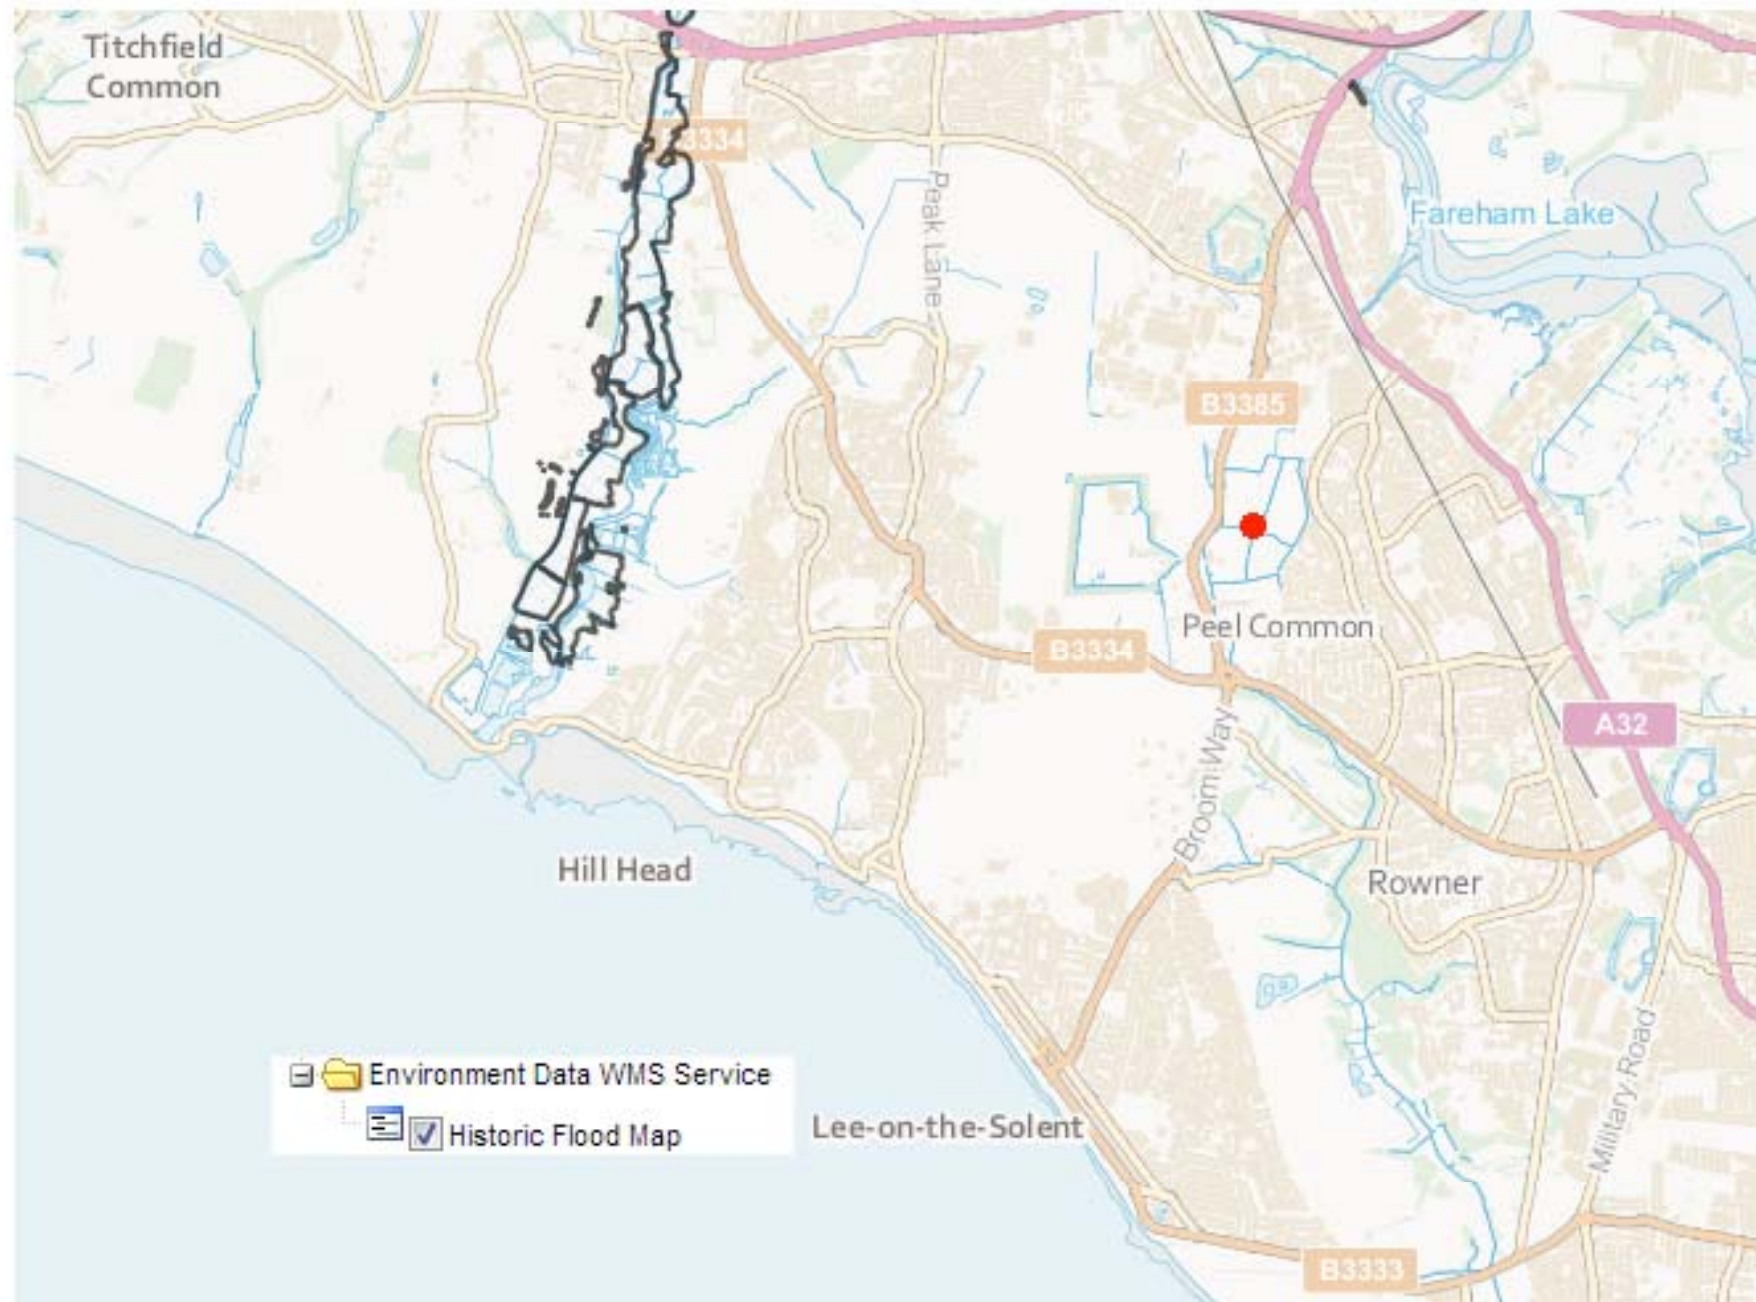 Titchfield
Common
3334
Peak Lane
Fareham Lake
B3385
Peel Common
B3334
A32
Broom Way
Hill Head
Rowner
Environment Data WMS Service
Historic Flood Map
Lee-on-the-Solent
Military Road
B3333